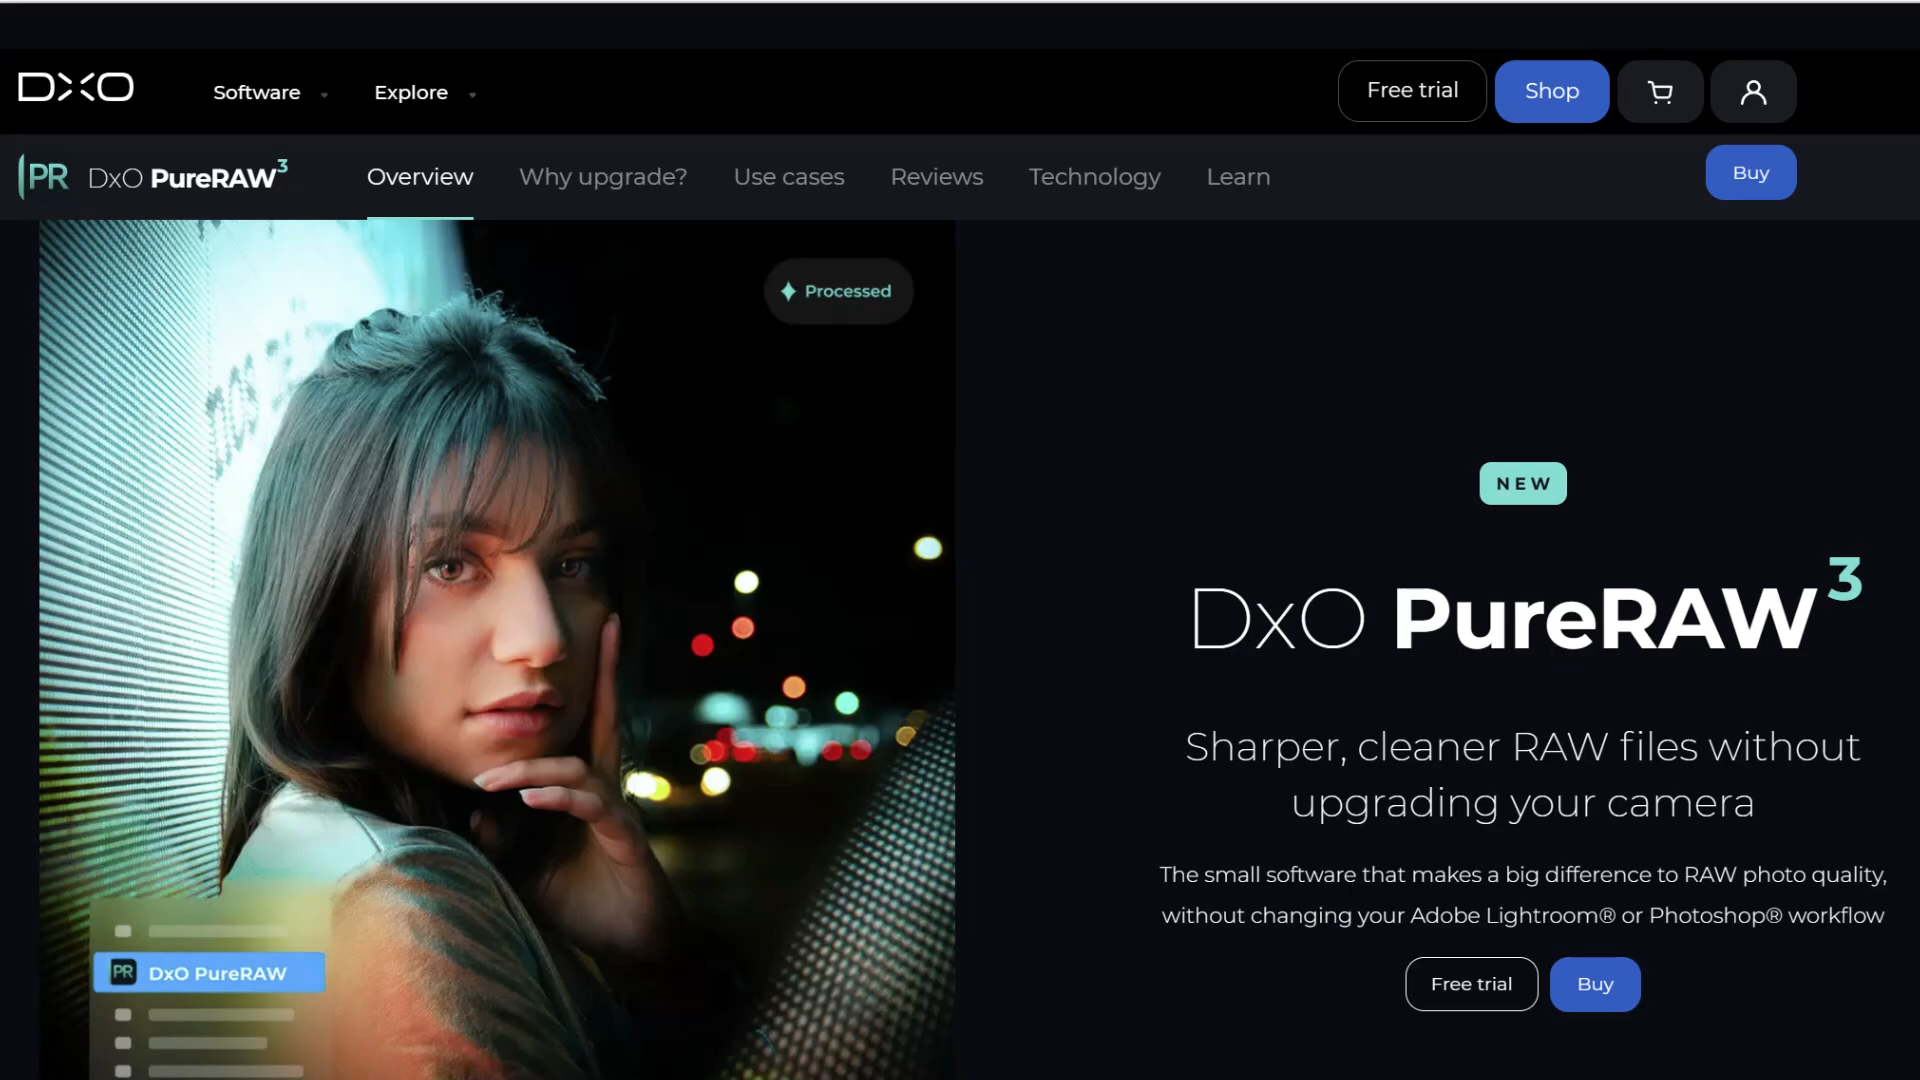 DXO
Software
Explore
Free trial
Shop
PR
DxO PureRAW3
Overview
Why upgrade?
Use cases
Reviews
Technology
Learn
Buy
Processed
NEW
DxO PureRAW3
Sharper, cleaner RAW files without
upgrading your camera
The small software that makes a big difference to RAW photo quality,
without changing your Adobe Lightroom® or Photoshop® workflow
PR DxO PureRAW
Free trial
Buy